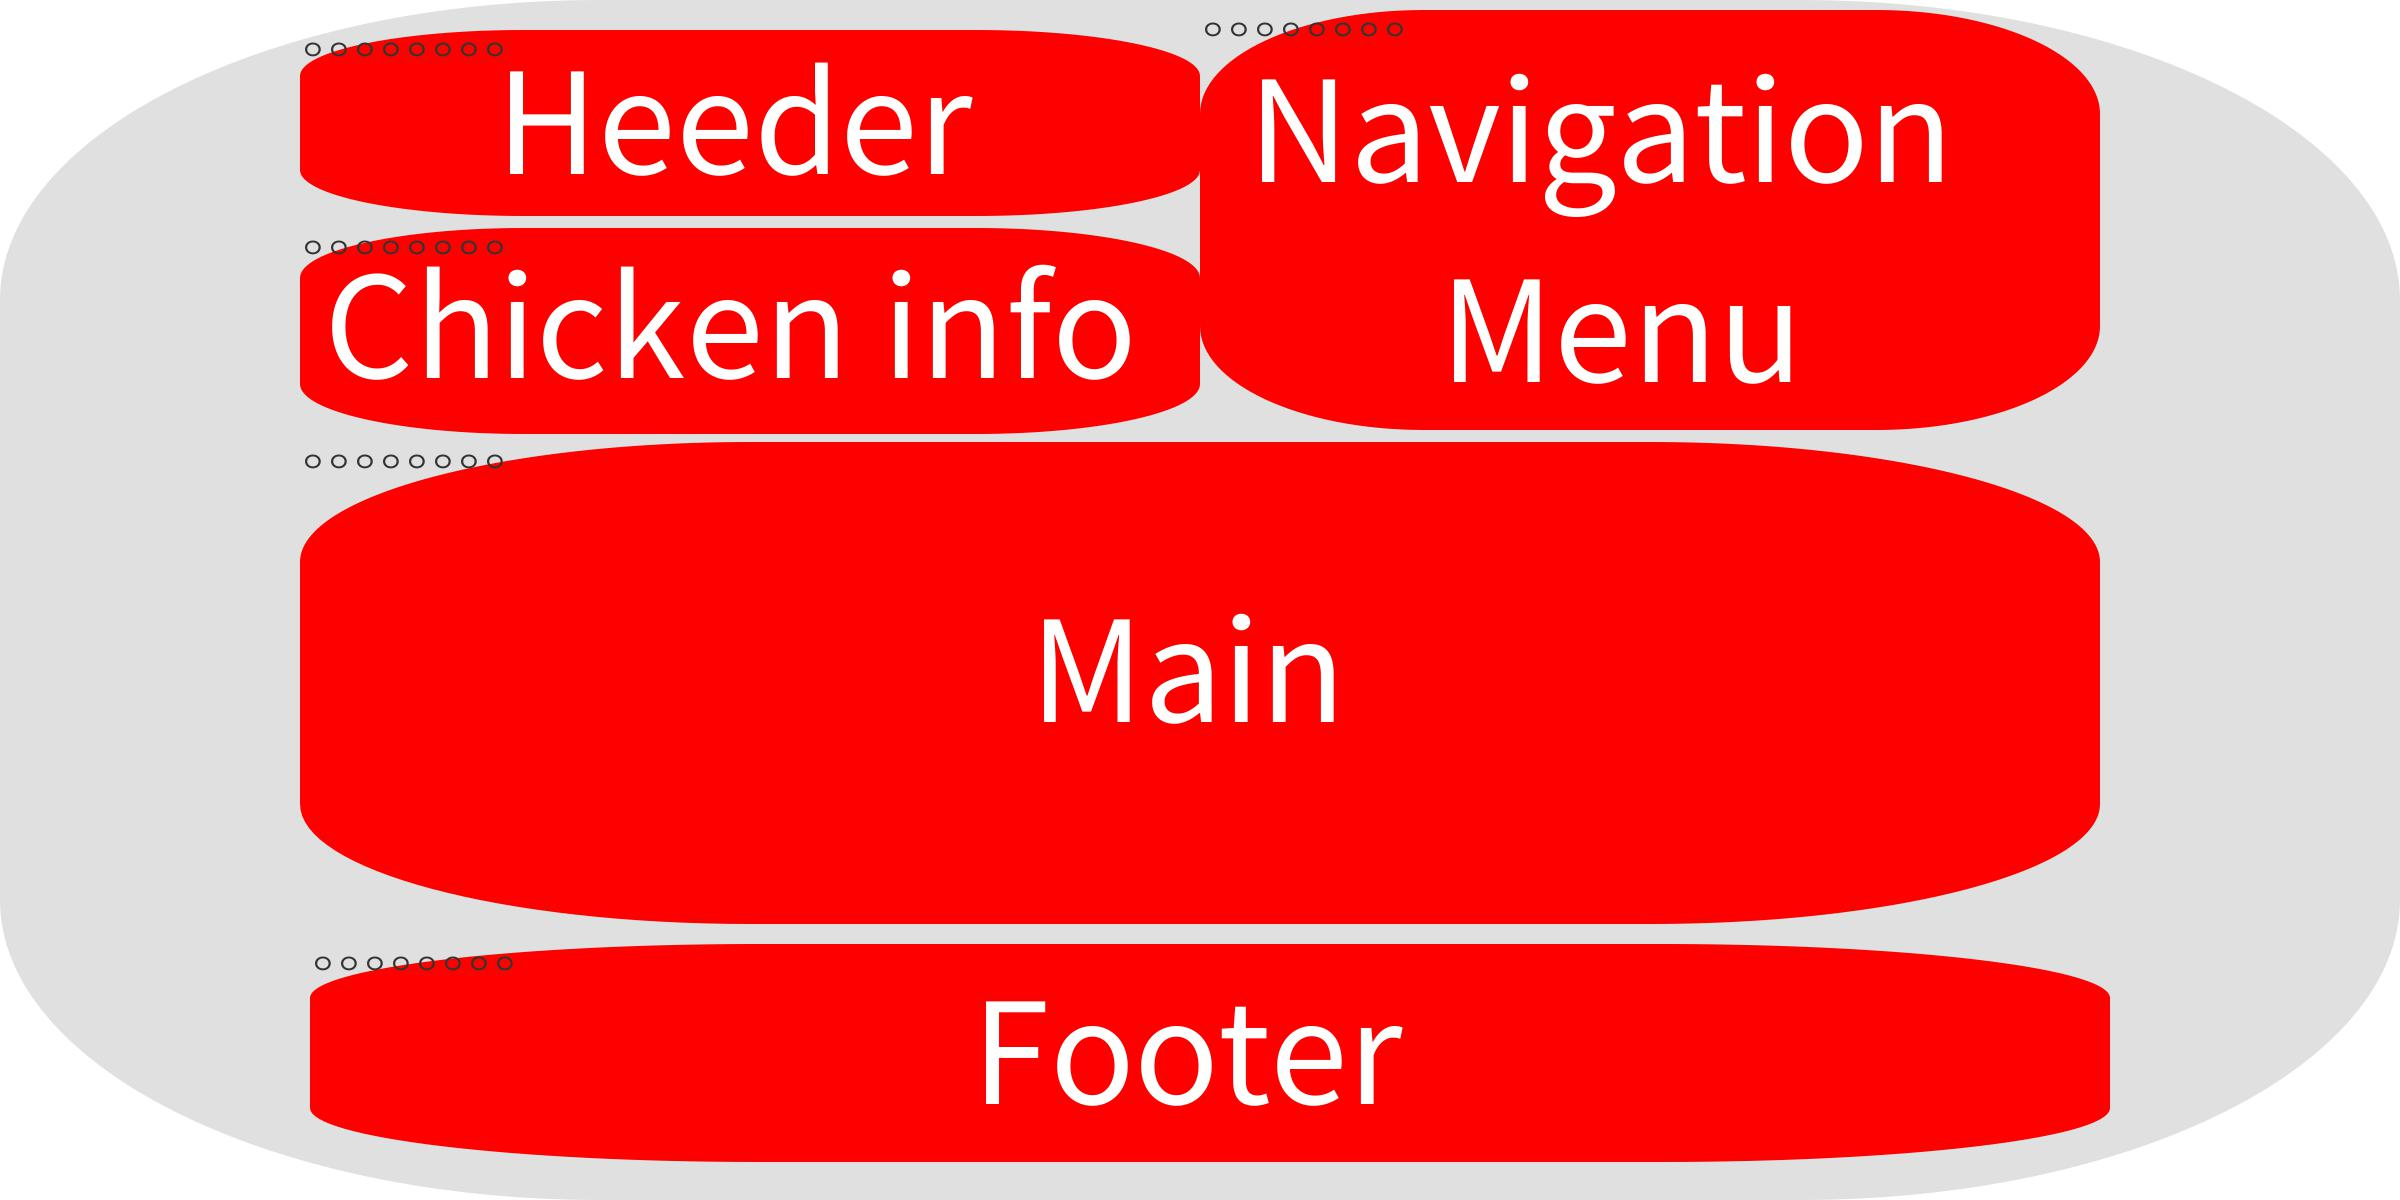 Heeder
Chicken info
Navigation
Menu
Main
Footer